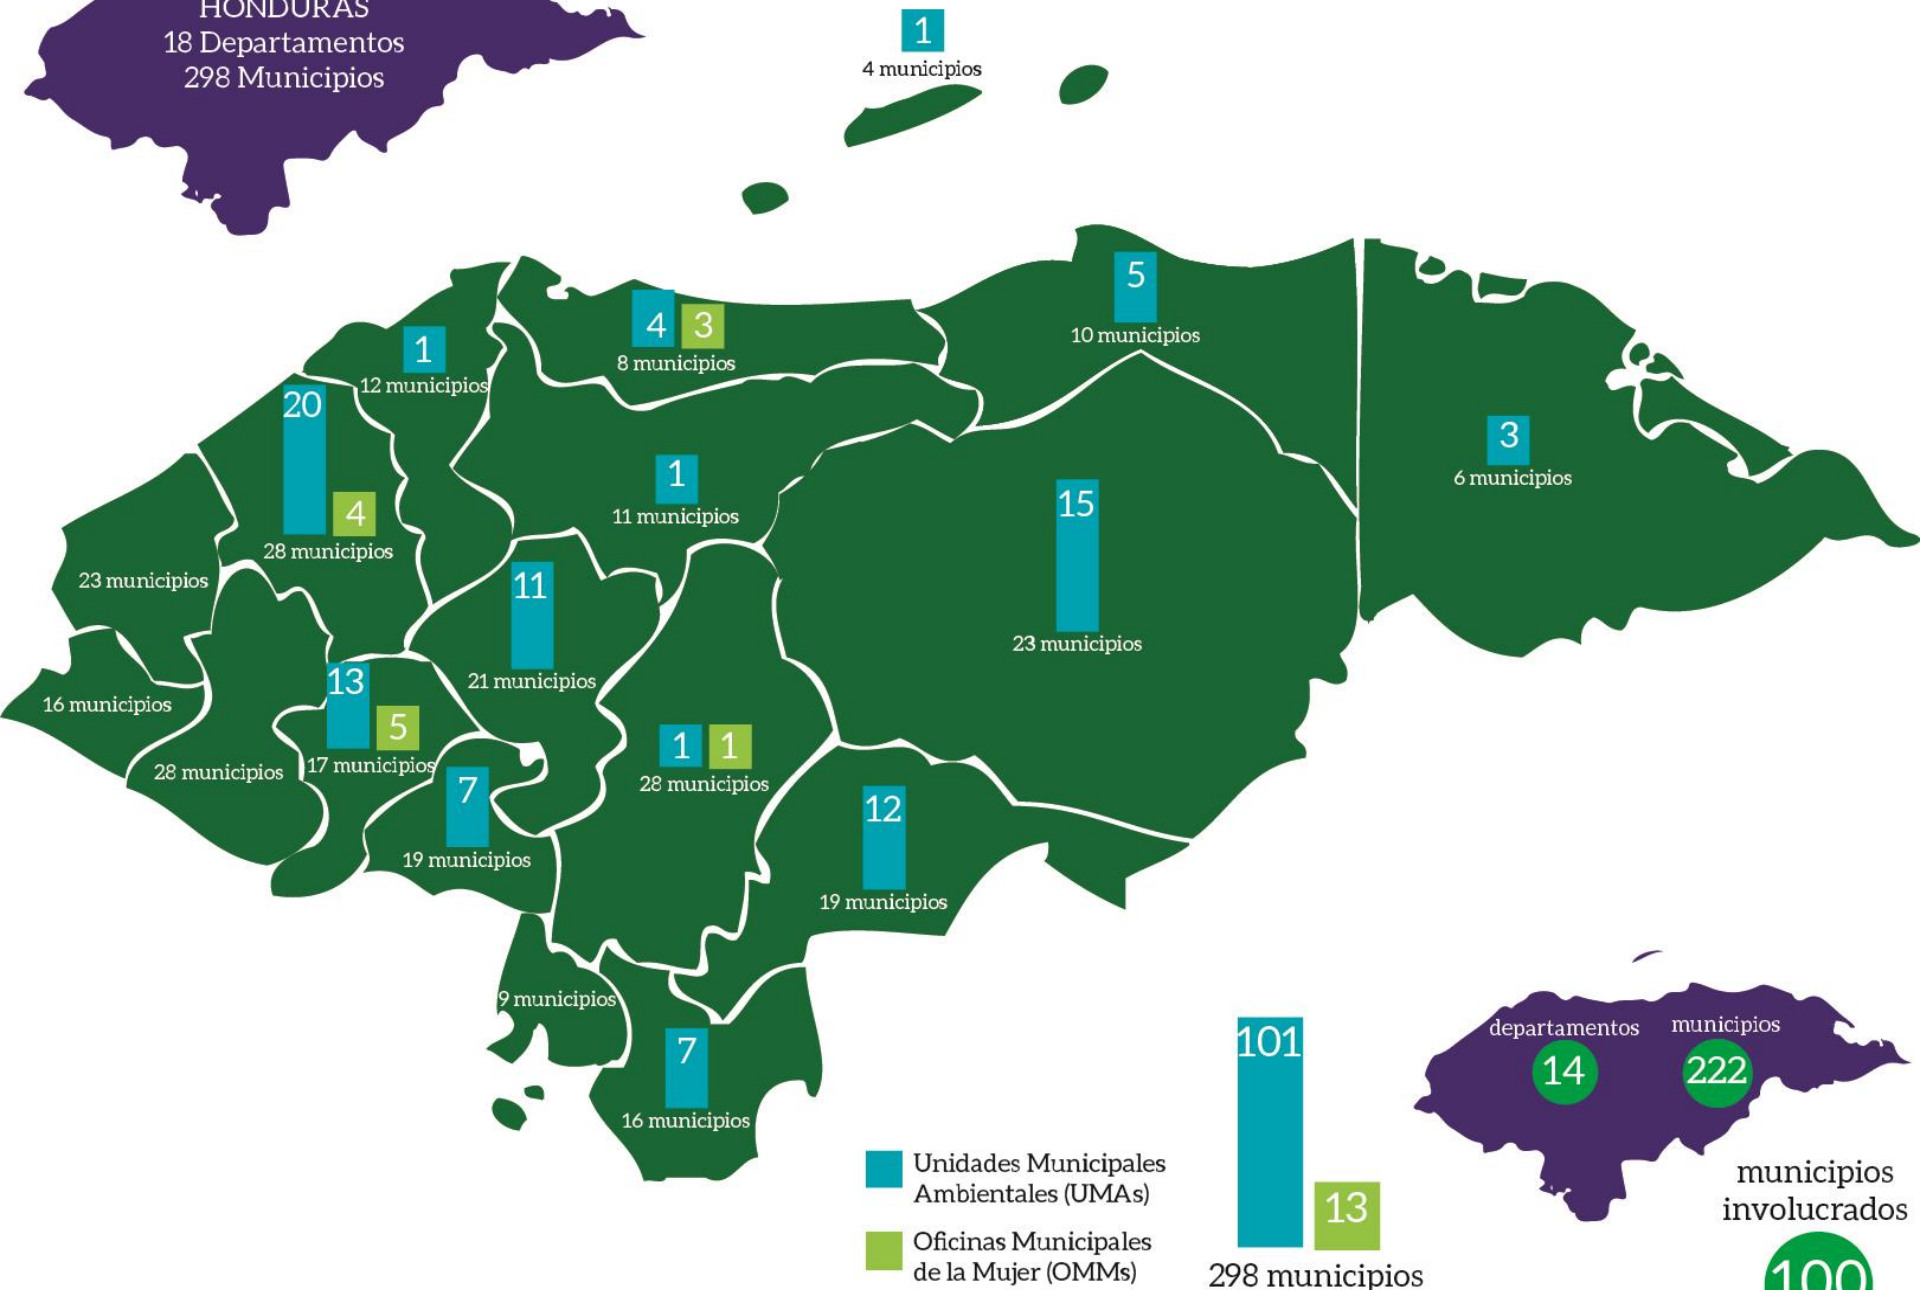 HONDURAS
18 Departamentos
298 Municipios
1
4 municipios
5
10 municipios
4 3
8 municipios
1
12 municipios
20
4
28 municipios
3
6 municipios
1
11 municipios
15
23 municipios
23 municipios
11
21 municipios
16 municipios
13
5
17 municipios
28 municipios
1 1
28 municipios
7
19 municipios
12
19 municipios
9 municipios
7
16 municipios
Unidades Municipales
Ambientales (UMAs)
Oficinas Municipales
de la Mujer (OMMs)
101
13
298 municipios
departamentos municipios
14 222
municipios
involucrados
100